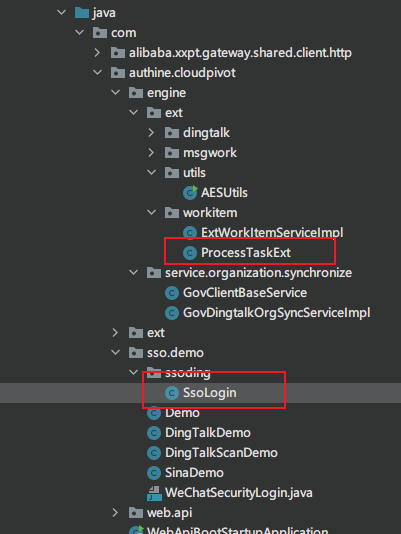 java
com
alibaba.xxpt.gateway.shared.client.http
authine.cloudpivot
engine
ext
dingtalk
msgwork
utils
AESUtils
workitem
ExtWorkItemServiceImpl
ProcessTaskExt
service.organization.synchronize
GovClientBaseService
GovDingtalkOrgSyncServiceImpl
ext
sso.demo
ssoding
SsoLogin
Demo
DingTalkDemo
DingTalkScanDemo
SinaDemo
WeChatSecurityLogin.java
web.api
WebApiBootStartupApplication